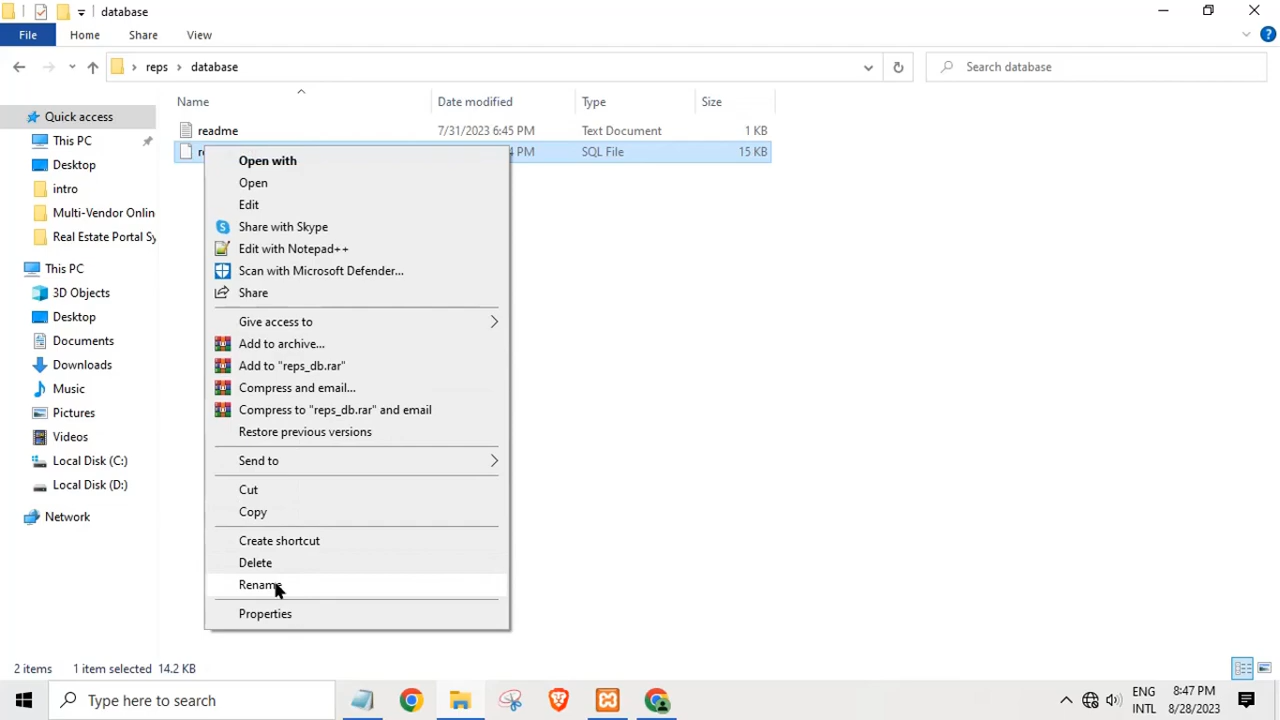 database
File Home Share View
reps database Search database
Name Date modified Type Size
Quick access
This PC
Desktop
intro
Multi-Vendor Onlin
Real Estate Portal Sy
This PC
3D Objects
Desktop
Documents
Downloads
Music
Pictures
Videos
Local Disk (C:)
Local Disk (D:)
Network
readme 7/31/2023 6:45 PM Text Document 1 KB
PM SQL File 15 KB
Open with
Open
Edit
Share with Skype
Edit with Notepad++
Scan with Microsoft Defender...
Share
Give access to
Add to archive...
Add to "reps_db.rar"
Compress and email...
Compress to "reps_db.rar" and email
Restore previous versions
Send to
Cut
Copy
Create shortcut
Delete
Rename
Properties
2 items 1 item selected 14.2 KB
Type here to search
ENG
INTL
8:47 PM
8/28/2023